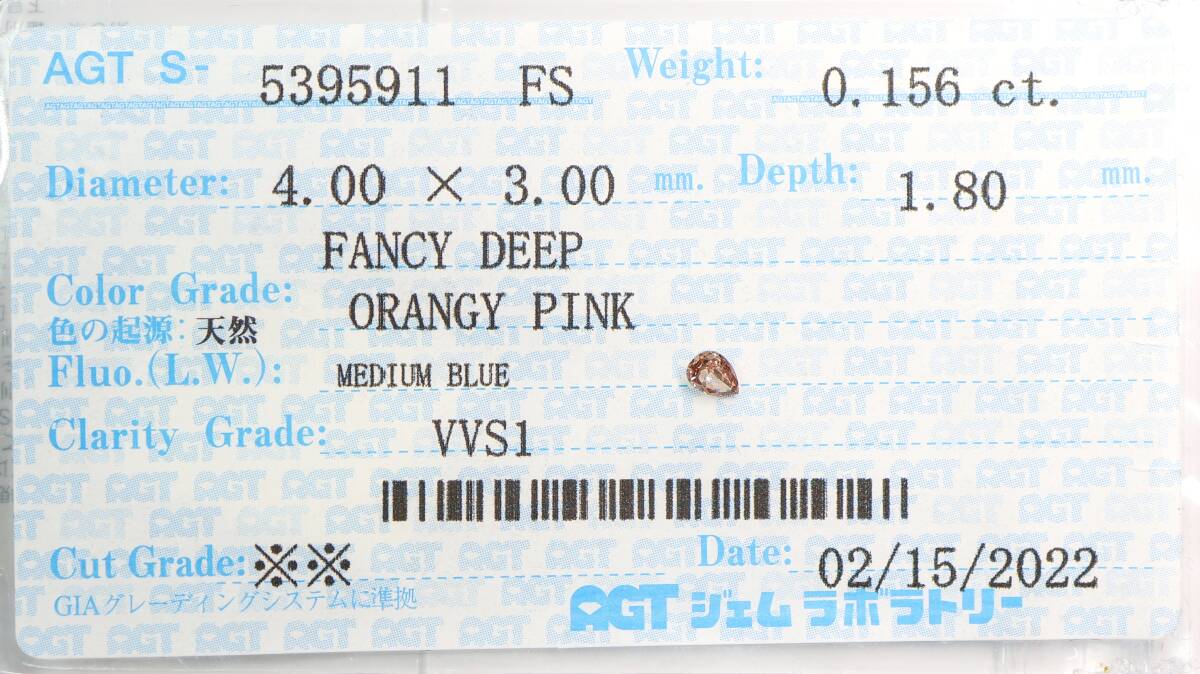 AGT S- 5395911 FS Weight: 0.156 ct.
Diameter: 4.00 × 3.00 mm. Depth: 1.80 mm.
FANCY DEEP
Color Grade: ORANGY PINK
色の起源: 天然
Fluo.(L.W.): MEDIUM BLUE
Clarity Grade: VVS1
Cut Grade: ※※ Date: 02/15/2022
GIAグレーディングシステムに準拠
AGT ジェムラボラトリー